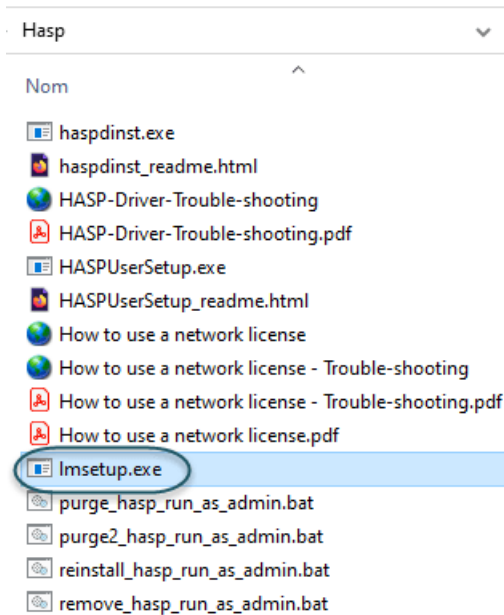 Hasp
Nom
haspdinst.exe
haspdinst_readme.html
HASP-Driver-Trouble-shooting
HASP-Driver-Trouble-shooting.pdf
HASPUserSetup.exe
HASPUserSetup_readme.html
How to use a network license
How to use a network license - Trouble-shooting
How to use a network license - Trouble-shooting.pdf
How to use a network license.pdf
lmsetup.exe
purge_hasp_run_as_admin.bat
purge2_hasp_run_as_admin.bat
reinstall_hasp_run_as_admin.bat
remove_hasp_run_as_admin.bat